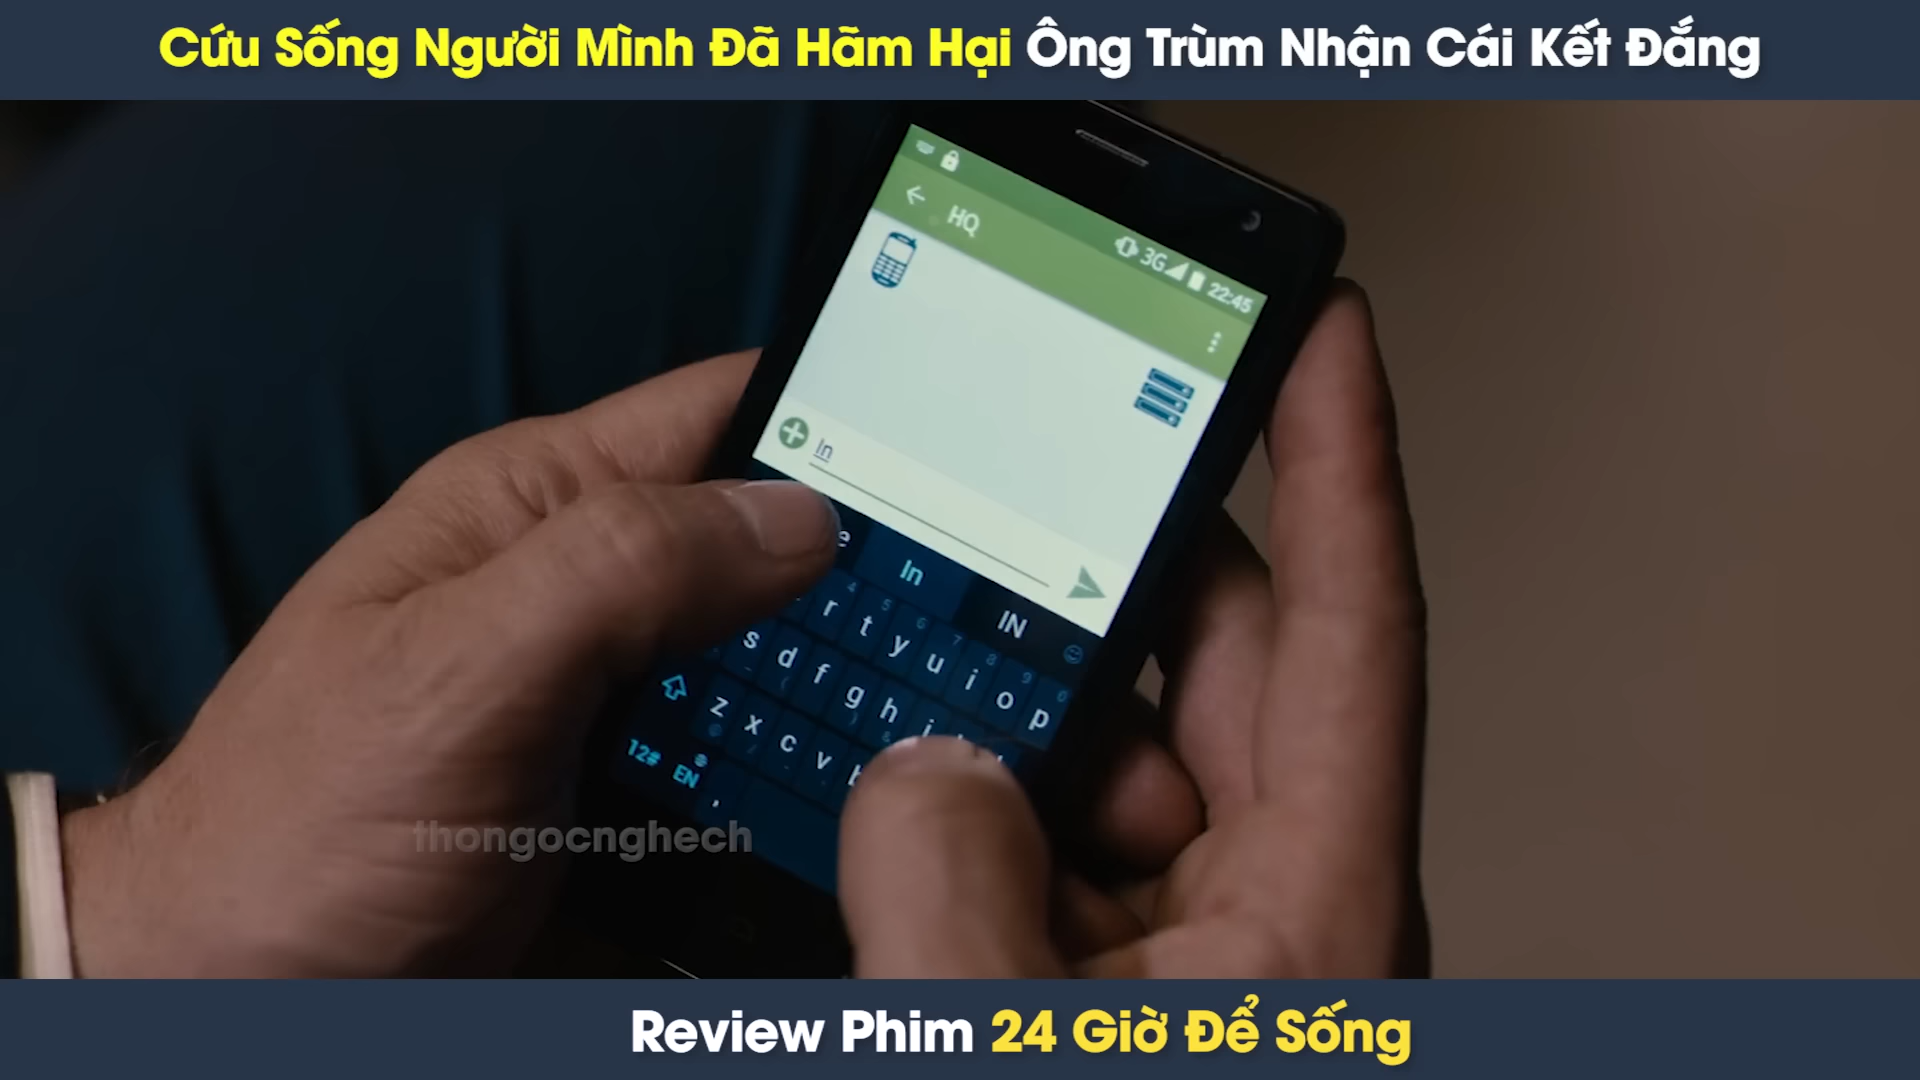 Cứu Sống Người Mình Đã Hãm Hại Ông Trùm Nhận Cái Kết Đắng
HQ
3G 22:45
In
e In IN
r t y u i o p
s d f g h j
z x c v b
12# EN ,
thongocnghech
Review Phim 24 Giờ Để Sống